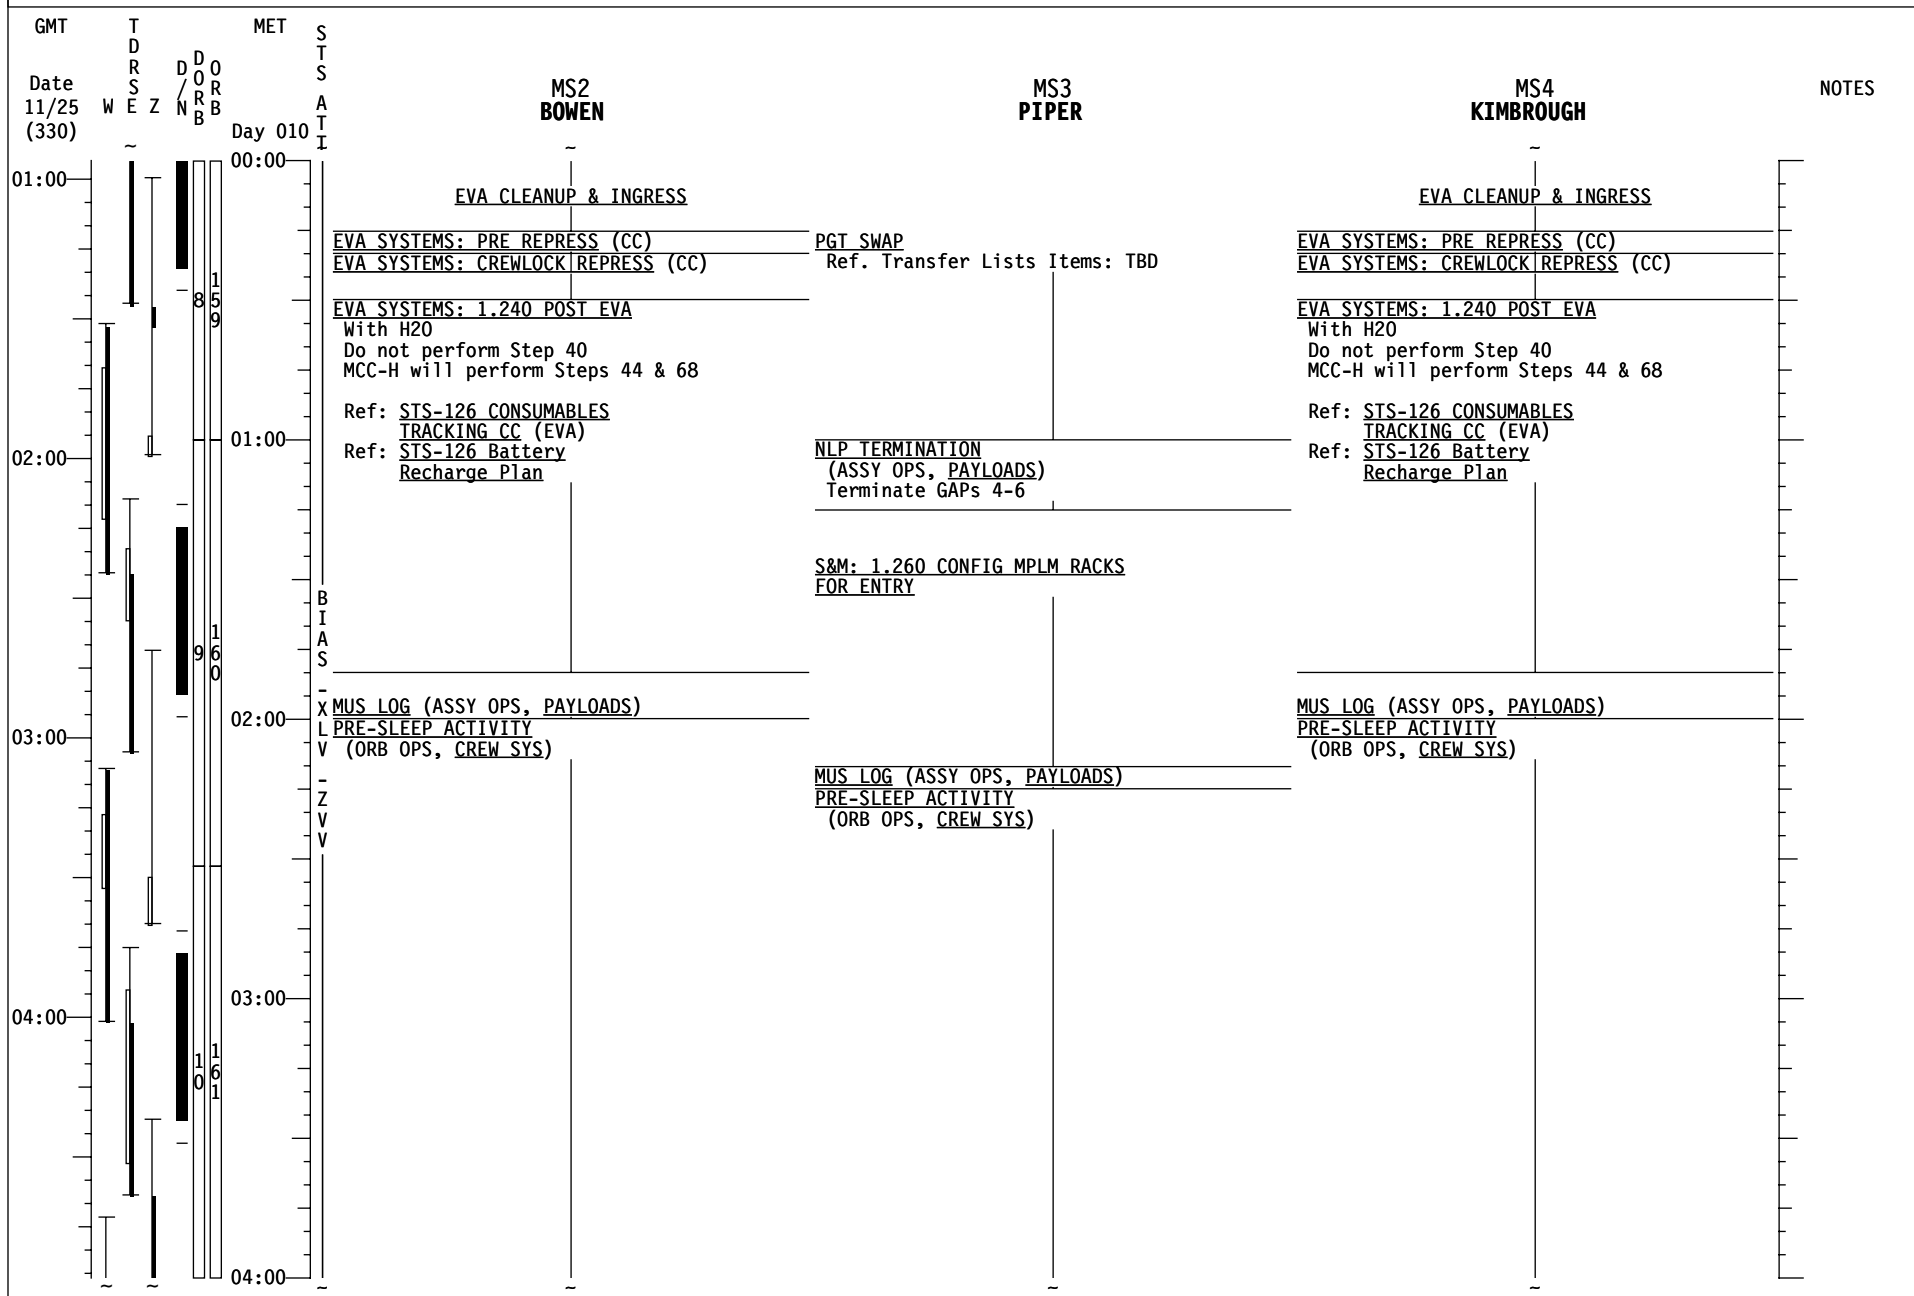 GMT
Date
11/25
(330)
TDRS
W E Z
D/N
DORB
ORB
MET
Day 010
STS ATT
MS2
BOWEN
MS3
PIPER
MS4
KIMBROUGH
NOTES
~ ~ ~
01:00
02:00
03:00
04:00
8
9
10
159
160
161
00:00
01:00
02:00
03:00
04:00
BIAS -XLV -ZVV
EVA CLEANUP & INGRESS
EVA SYSTEMS: PRE REPRESS (CC)
EVA SYSTEMS: CREWLOCK REPRESS (CC)
EVA SYSTEMS: 1.240 POST EVA
With H2O
Do not perform Step 40
MCC-H will perform Steps 44 & 68
Ref: STS-126 CONSUMABLES
TRACKING CC (EVA)
Ref: STS-126 Battery
Recharge Plan
MUS LOG (ASSY OPS, PAYLOADS)
PRE-SLEEP ACTIVITY
(ORB OPS, CREW SYS)
PGT SWAP
Ref. Transfer Lists Items: TBD
NLP TERMINATION
(ASSY OPS, PAYLOADS)
Terminate GAPs 4-6
S&M: 1.260 CONFIG MPLM RACKS
FOR ENTRY
MUS LOG (ASSY OPS, PAYLOADS)
PRE-SLEEP ACTIVITY
(ORB OPS, CREW SYS)
EVA CLEANUP & INGRESS
EVA SYSTEMS: PRE REPRESS (CC)
EVA SYSTEMS: CREWLOCK REPRESS (CC)
EVA SYSTEMS: 1.240 POST EVA
With H2O
Do not perform Step 40
MCC-H will perform Steps 44 & 68
Ref: STS-126 CONSUMABLES
TRACKING CC (EVA)
Ref: STS-126 Battery
Recharge Plan
MUS LOG (ASSY OPS, PAYLOADS)
PRE-SLEEP ACTIVITY
(ORB OPS, CREW SYS)
~ ~ ~ ~ ~ ~